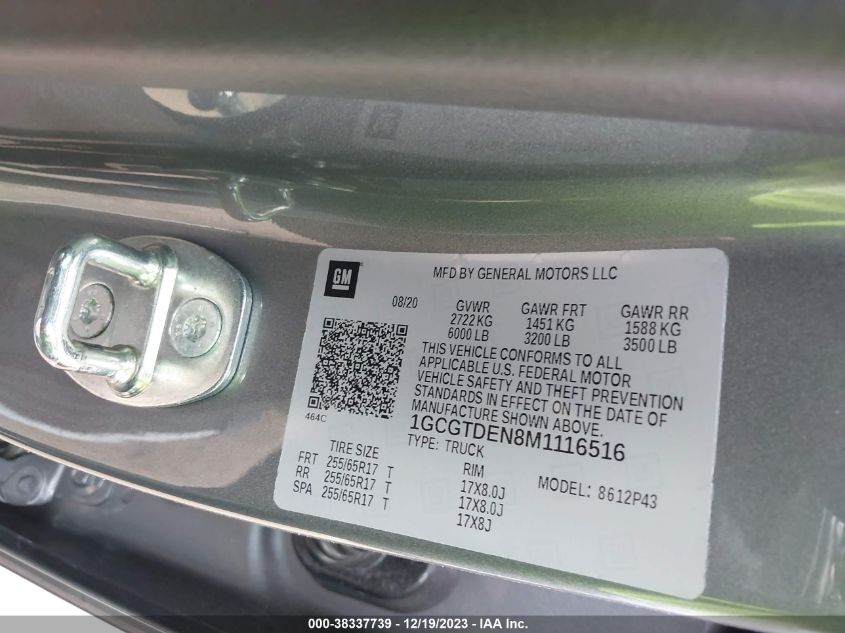 GM
MFD BY GENERAL MOTORS LLC
08/20
GVWR GAWR FRT GAWR RR
2722 KG 1451 KG 1588 KG
6000 LB 3200 LB 3500 LB
THIS VEHICLE CONFORMS TO ALL
APPLICABLE U.S. FEDERAL MOTOR
VEHICLE SAFETY AND THEFT PREVENTION
STANDARDS IN EFFECT ON THE DATE OF
MANUFACTURE SHOWN ABOVE.
464C
1GCGTDEN8M1116516
TYPE: TRUCK
TIRE SIZE RIM MODEL: 8612P43
FRT 255/65R17 T 17X8.0J
RR 255/65R17 T 17X8.0J
SPA 255/65R17 T 17X8J
000-38337739 - 12/19/2023 - IAA Inc.